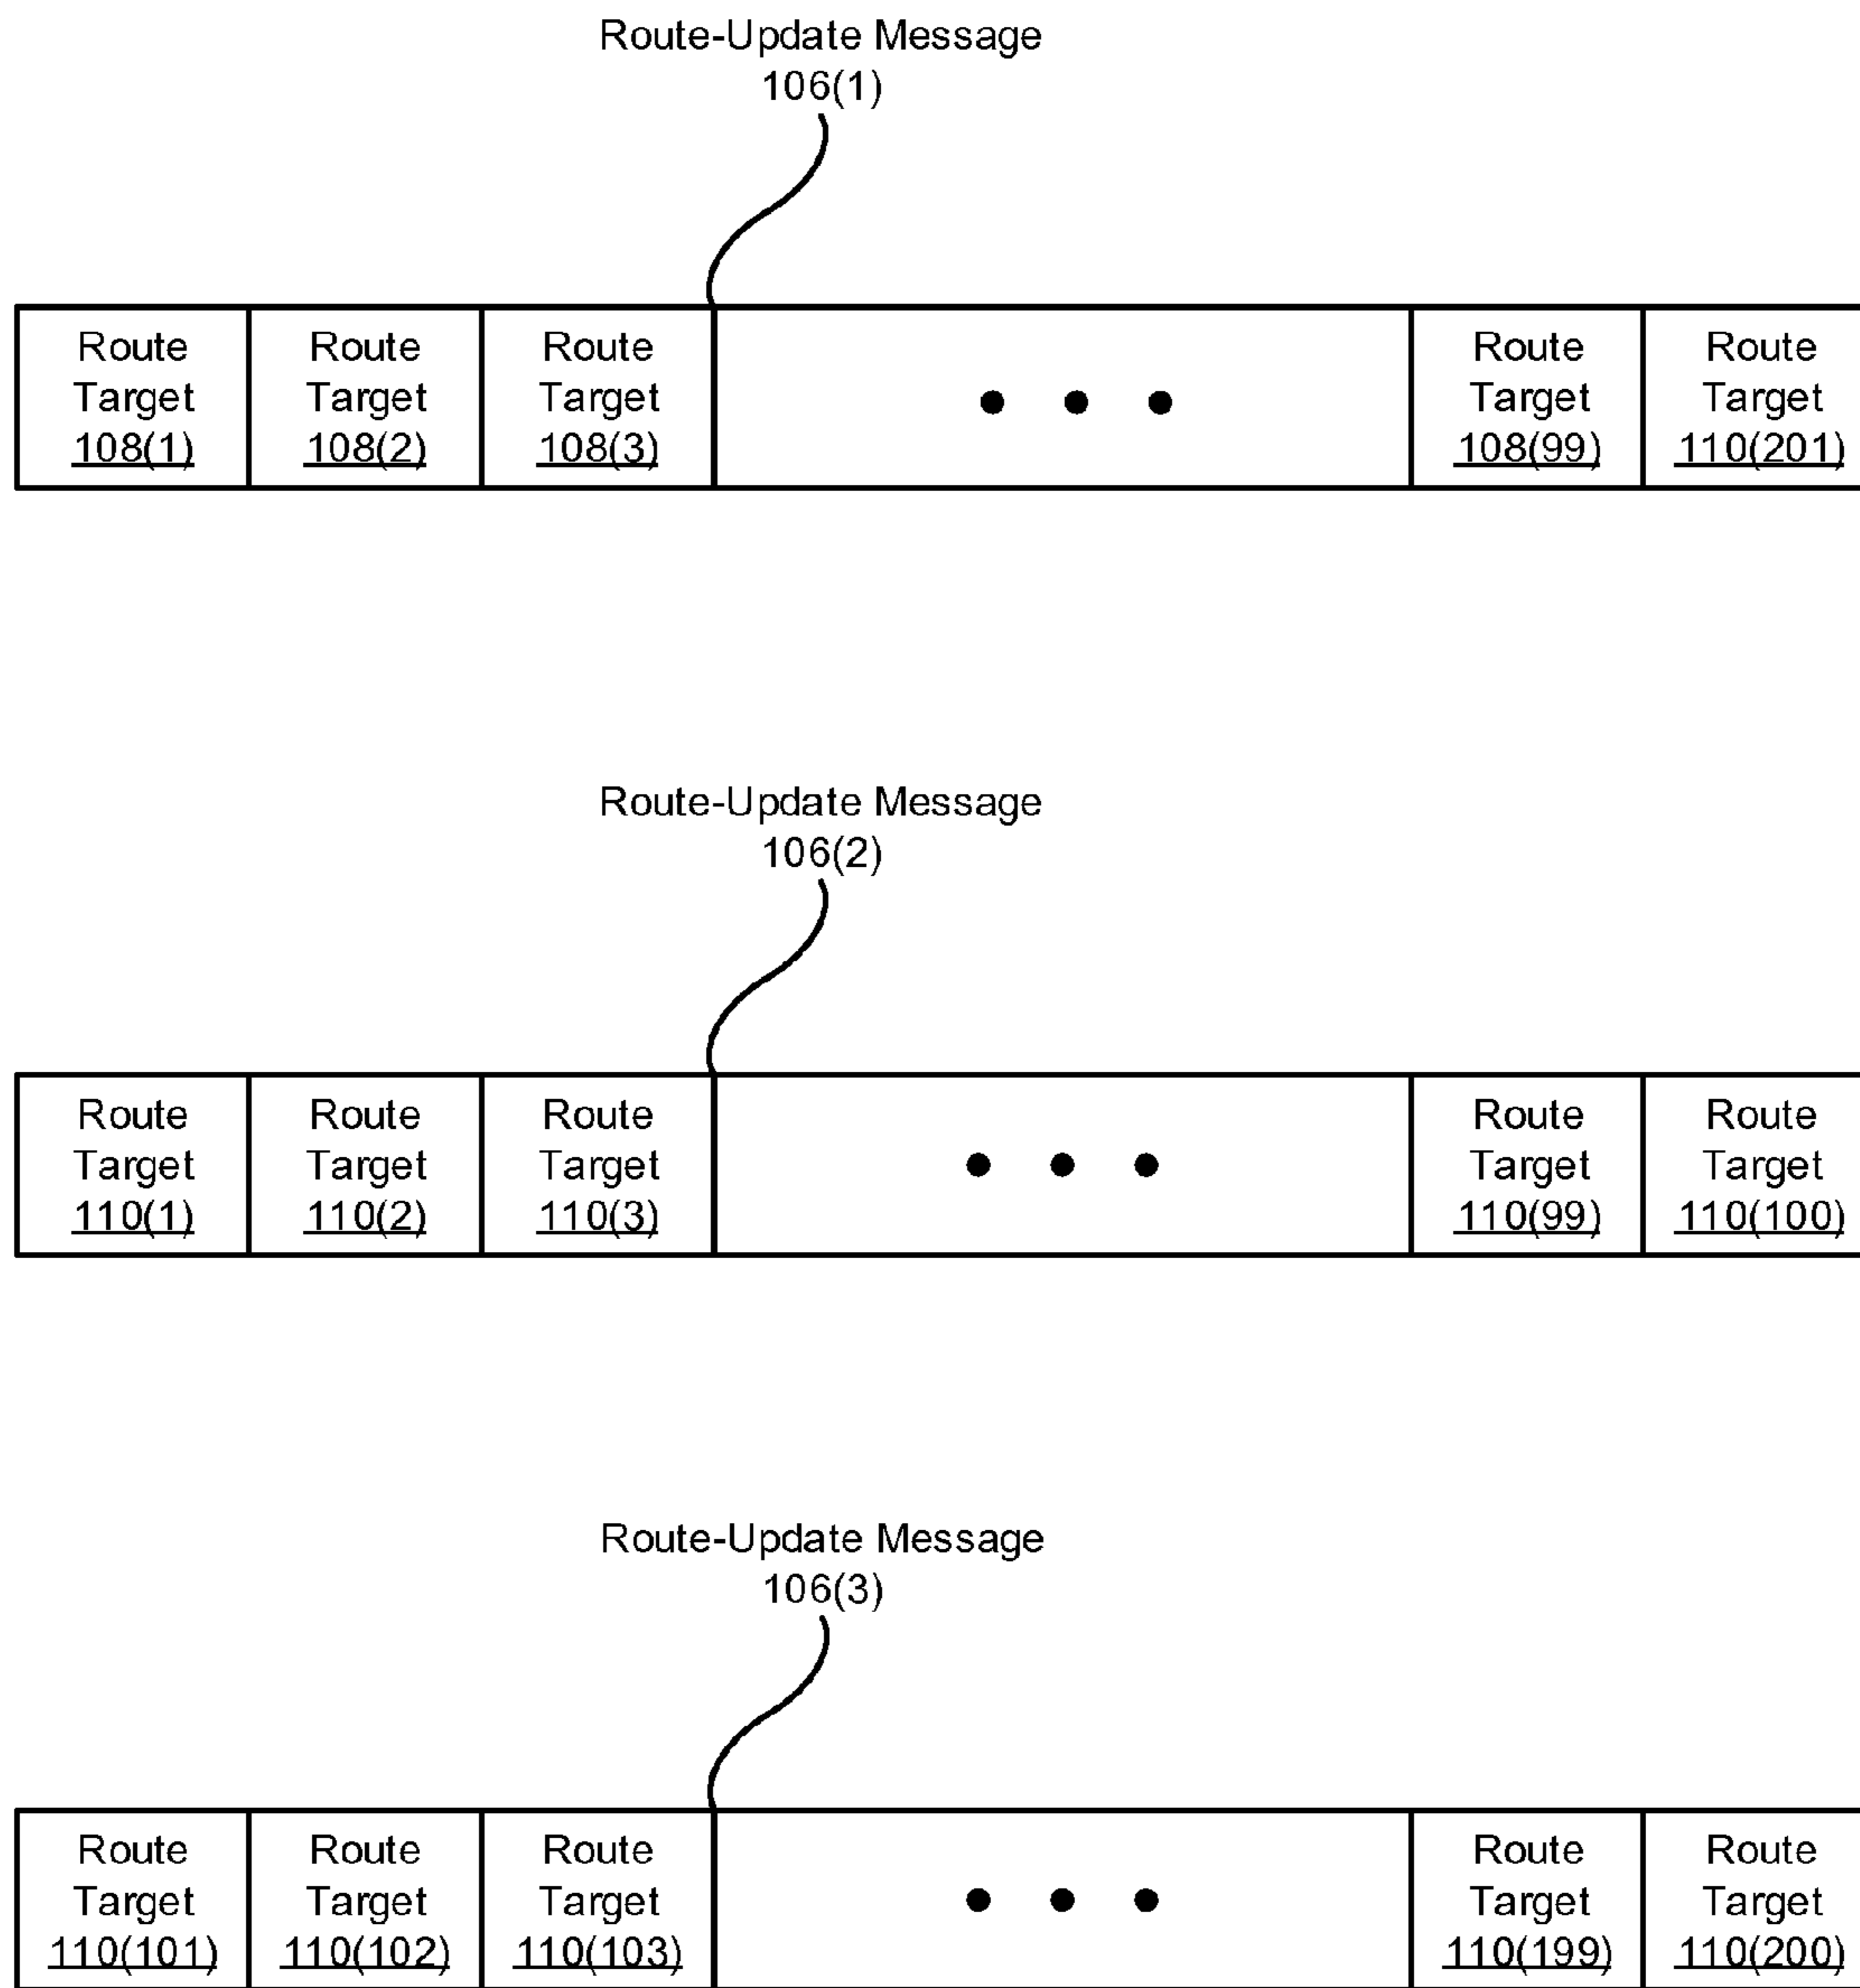 Route-Update Message
106(1)
Route Target 108(1)
Route Target 108(2)
Route Target 108(3)
Route Target 108(99)
Route Target 110(201)
Route-Update Message
106(2)
Route Target 110(1)
Route Target 110(2)
Route Target 110(3)
Route Target 110(99)
Route Target 110(100)
Route-Update Message
106(3)
Route Target 110(101)
Route Target 110(102)
Route Target 110(103)
Route Target 110(199)
Route Target 110(200)